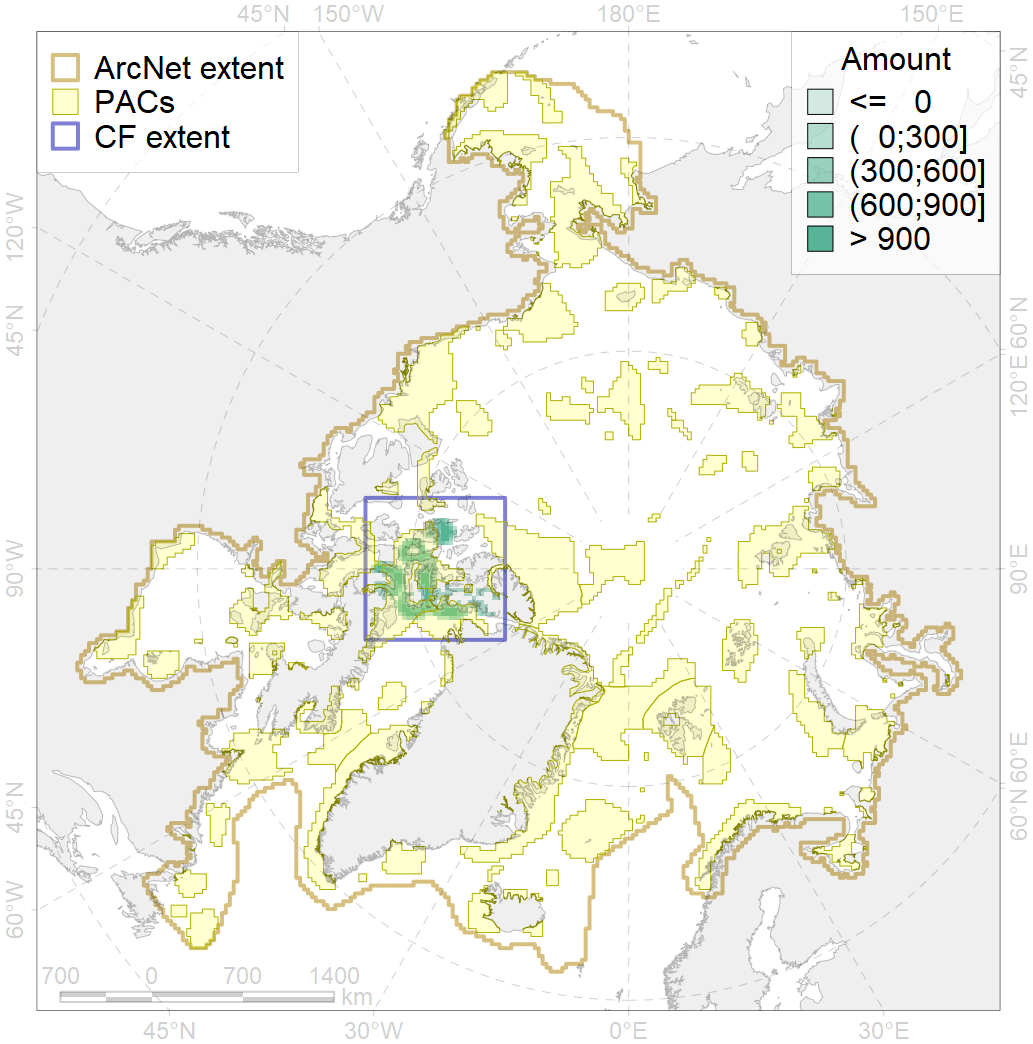 45°N 150°W 180°E 150°E
ArcNet extent
PACs
CF extent
Amount
<= 0
( 0;300]
(300;600]
(600;900]
> 900
45°N
120°W
45°N
60°N
120°E
90°W
90°E
45°N
60°N
60°W
30°E
700 0 700 1400
km
45°N 30°W 0°E 30°E